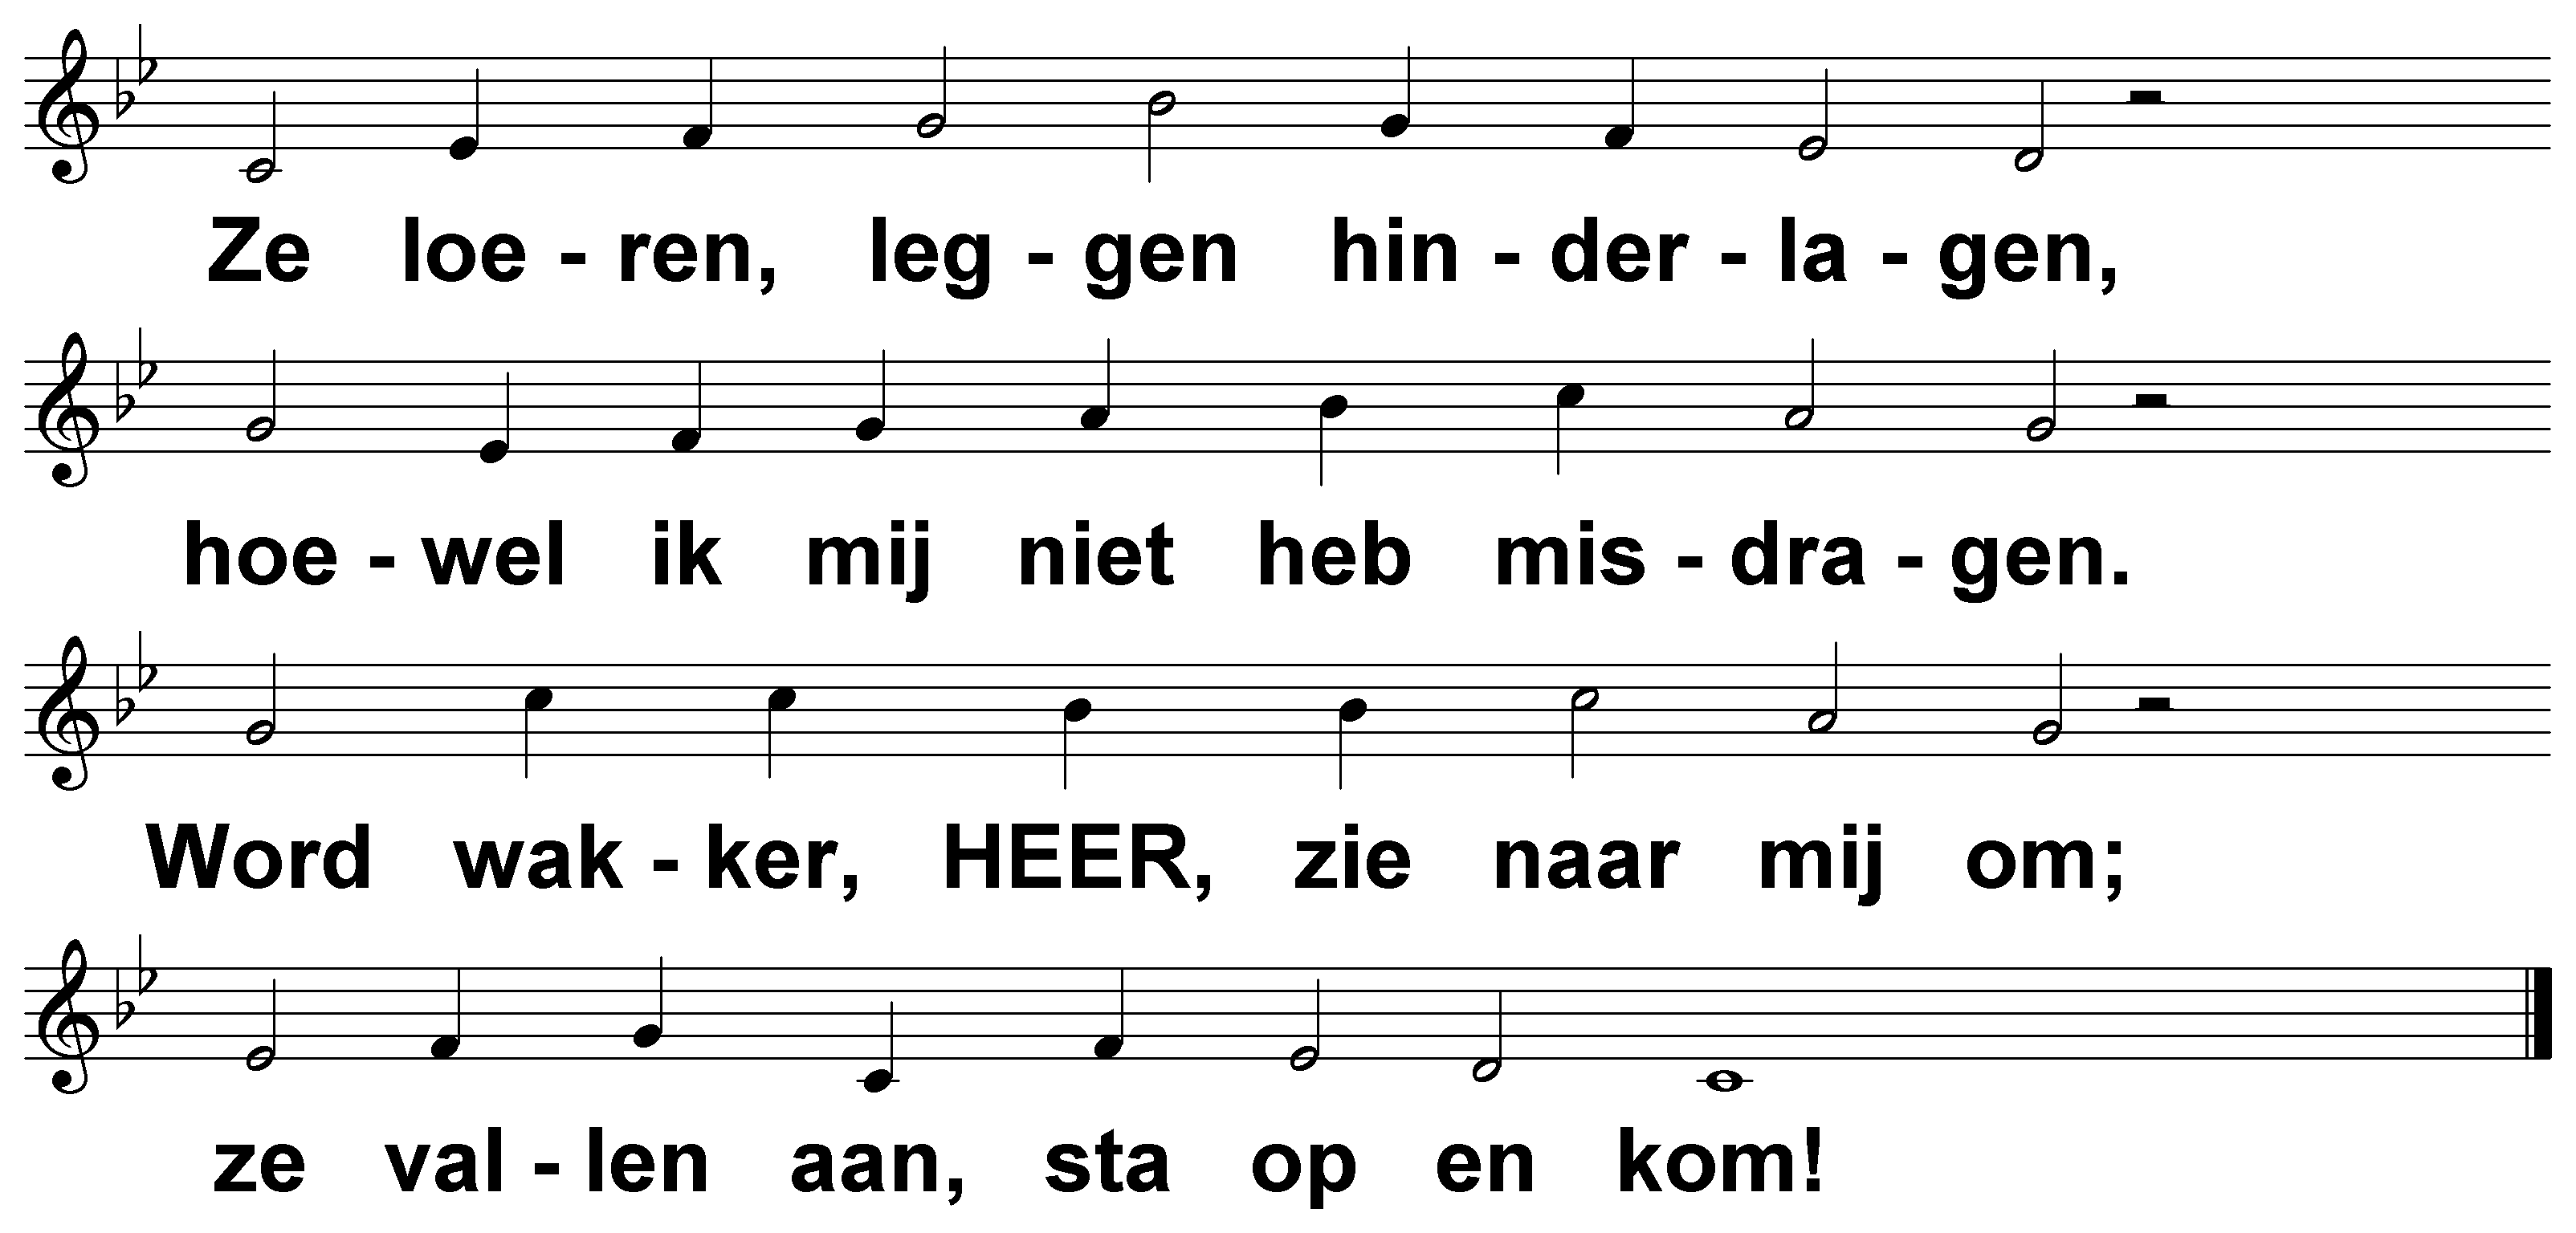 Ze loe - ren, leg - gen hin - der - la - gen,
hoe - wel ik mij niet heb mis - dra - gen.
Word wak - ker, HEER, zie naar mij om;
ze val - len aan, sta op en kom!